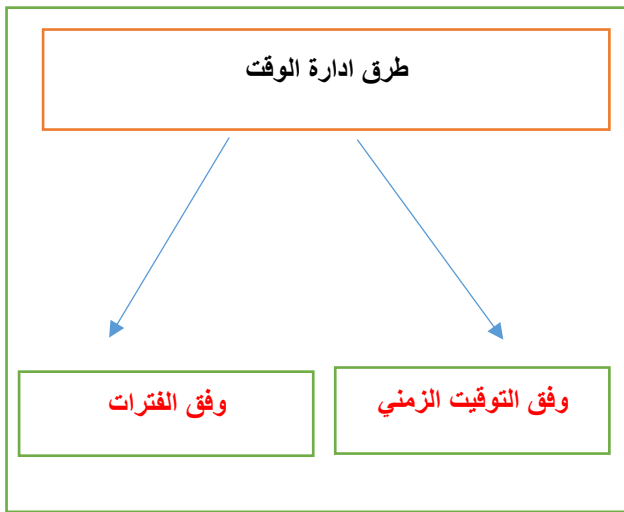 طرق ادارة الوقت
وفق التوقيت الزمني
وفق الفترات